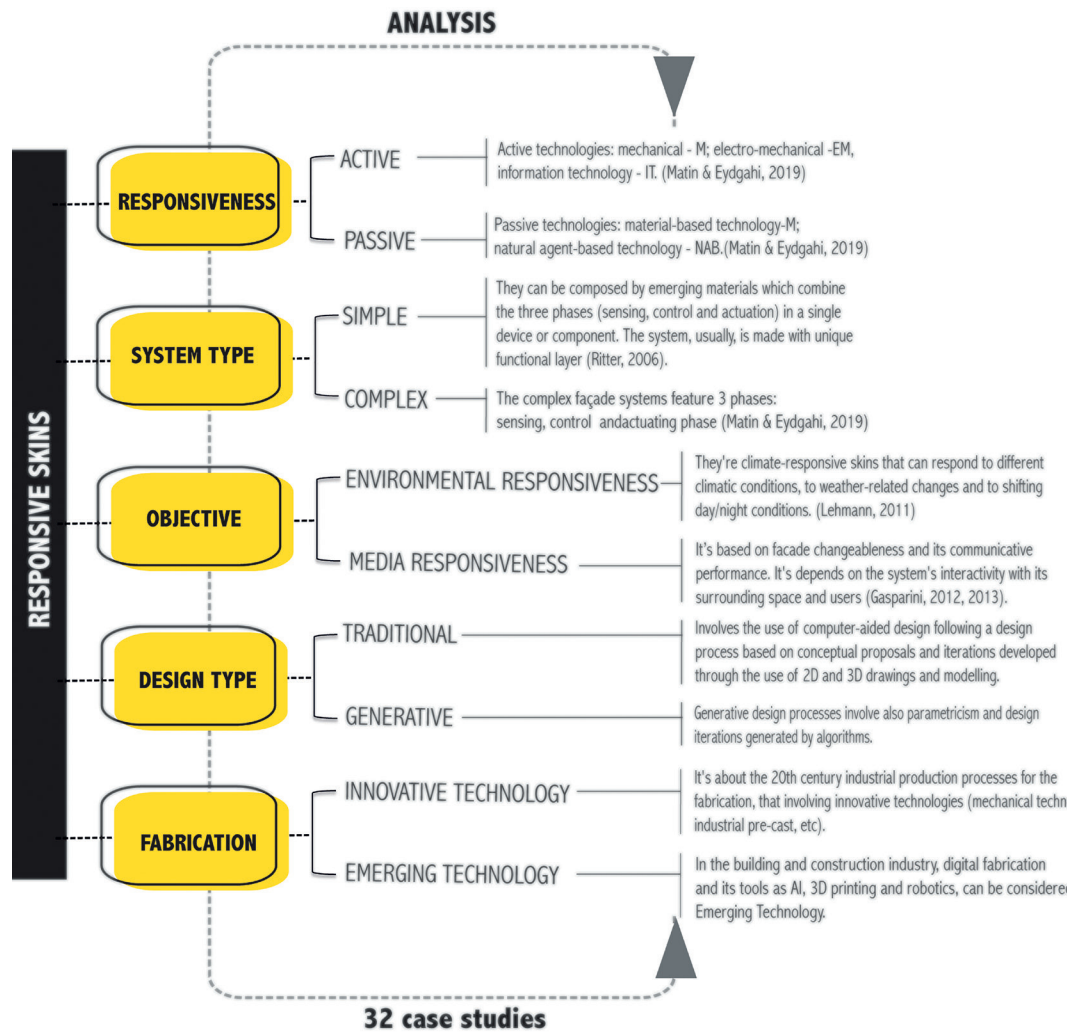 ANALYSIS
RESPONSIVE SKINS
RESPONSIVENESS
ACTIVE
Active technologies: mechanical - M; electro-mechanical -EM,
information technology - IT. (Matin & Eydgahi, 2019)
PASSIVE
Passive technologies: material-based technology-M;
natural agent-based technology - NAB.(Matin & Eydgahi, 2019)
SYSTEM TYPE
SIMPLE
They can be composed by emerging materials which combine
the three phases (sensing, control and actuation) in a single
device or component. The system, usually, is made with unique
functional layer (Ritter, 2006).
COMPLEX
The complex façade systems feature 3 phases:
sensing, control andactuating phase (Matin & Eydgahi, 2019)
OBJECTIVE
ENVIRONMENTAL RESPONSIVENESS
They're climate-responsive skins that can respond to different
climatic conditions, to weather-related changes and to shifting
day/night conditions. (Lehmann, 2011)
MEDIA RESPONSIVENESS
It's based on facade changeableness and its communicative
performance. It's depends on the system's interactivity with its
surrounding space and users (Gasparini, 2012, 2013).
DESIGN TYPE
TRADITIONAL
Involves the use of computer-aided design following a design
process based on conceptual proposals and iterations developed
through the use of 2D and 3D drawings and modelling.
GENERATIVE
Generative design processes involve also parametricism and design
iterations generated by algorithms.
FABRICATION
INNOVATIVE TECHNOLOGY
It's about the 20th century industrial production processes for the
fabrication, that involving innovative technologies (mechanical techn
industrial pre-cast, etc).
EMERGING TECHNOLOGY
In the building and construction industry, digital fabrication
and its tools as AI, 3D printing and robotics, can be considere
Emerging Technology.
32 case studies